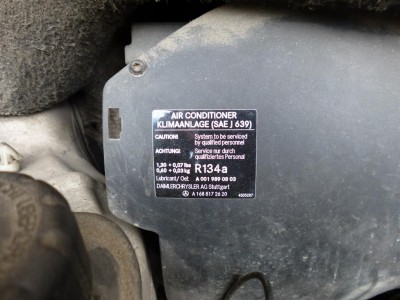 AIR CONDITIONER
KLIMAANLAGE (SAE J 639)
CAUTION: System to be serviced
by qualified personnel
ACHTUNG: Service nur durch
qualifiziertes Personal
1,30 + 0,07 lbs
0,60 + 0,03 kg R134a
Lubricant/ Oel: A 001 989 08 03
DAIMLERCHRYSLER AG Stuttgart
A 168 817 26 20